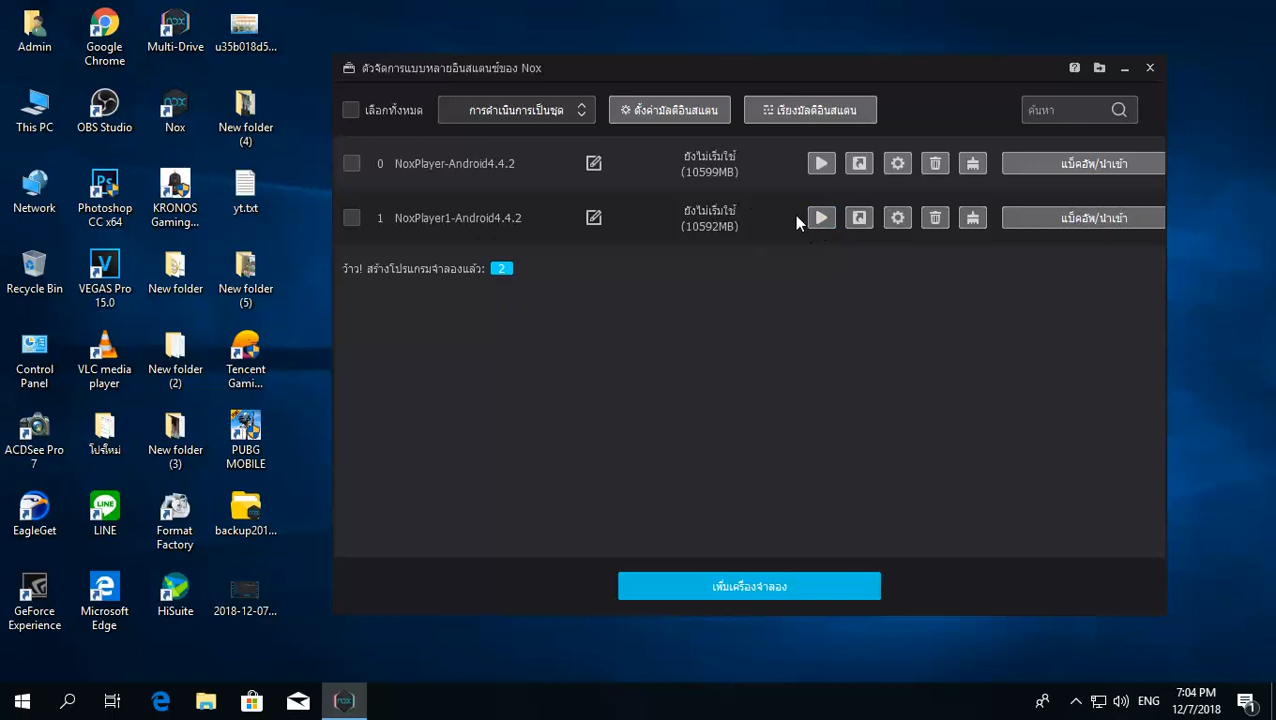 Admin
Google
Chrome
Multi-Drive
u35b018d5...
This PC
OBS Studio
Nox
New folder
(4)
Network
Photoshop
CC x64
KRONOS
Gaming...
yt.txt
Recycle Bin
VEGAS Pro
15.0
New folder
New folder
(5)
Control
Panel
VLC media
player
New folder
(2)
Tencent
Gami...
ACDSee Pro
7
โปรใหม่
New folder
(3)
PUBG
MOBILE
EagleGet
LINE
Format
Factory
backup201...
GeForce
Experience
Microsoft
Edge
HiSuite
2018-12-07...
ตัวจัดการแบบหลายอินสแตนซ์ของ Nox
เลือกทั้งหมด
การดำเนินการเป็นชุด
ตั้งค่ามัลติอินสแตน
เรียงมัลติอินสแตน
ค้นหา
0 NoxPlayer-Android4.4.2
ยังไม่เริ่มใช้
(10599MB)
แบ็คอัพ/นำเข้า
1 NoxPlayer1-Android4.4.2
ยังไม่เริ่มใช้
(10592MB)
แบ็คอัพ/นำเข้า
ว้าว! สร้างโปรแกรมจำลองแล้ว: 2
เพิ่มเครื่องจำลอง
nox
ENG
7:04 PM
12/7/2018
1